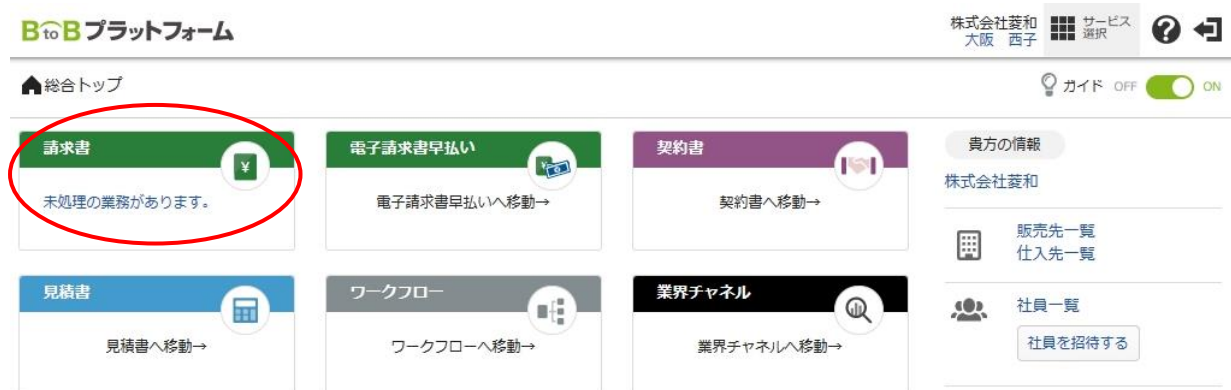 BtoBプラットフォーム
株式会社菱和
大阪 西子
サービス
選択
?
総合トップ
ガイド OFF ON
請求書
¥
未処理の業務があります。
電子請求書早払い
¥
電子請求書早払いへ移動→
契約書
契約書へ移動→
貴方の情報
株式会社菱和
販売先一覧
仕入先一覧
見積書
見積書へ移動→
ワークフロー
ワークフローへ移動→
業界チャネル
業界チャネルへ移動→
社員一覧
社員を招待する